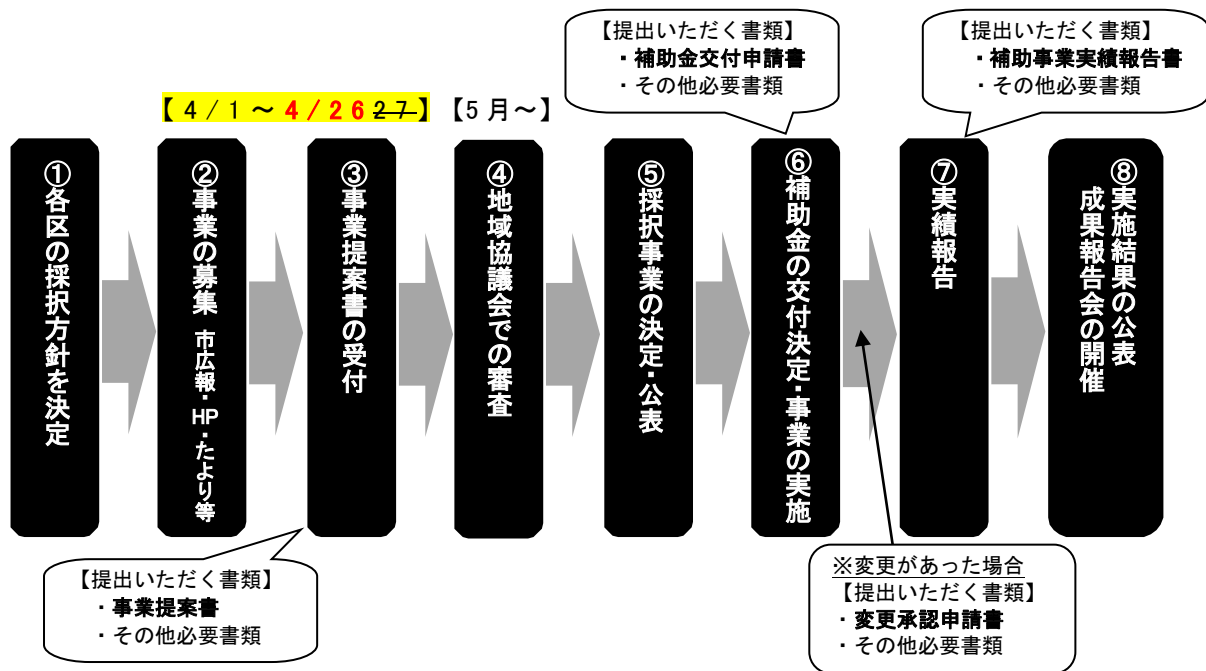 【提出いただく書類】
・補助金交付申請書
・その他必要書類
【提出いただく書類】
・補助事業実績報告書
・その他必要書類
【4/1～4/26 27】
【5月～】
①各区の採択方針を決定
②事業の募集 市広報・HP・たより等
③事業提案書の受付
④地域協議会での審査
⑤採択事業の決定・公表
⑥補助金の交付決定・事業の実施
⑦実績報告
⑧実施結果の公表
成果報告会の開催
【提出いただく書類】
・事業提案書
・その他必要書類
※変更があった場合
【提出いただく書類】
・変更承認申請書
・その他必要書類